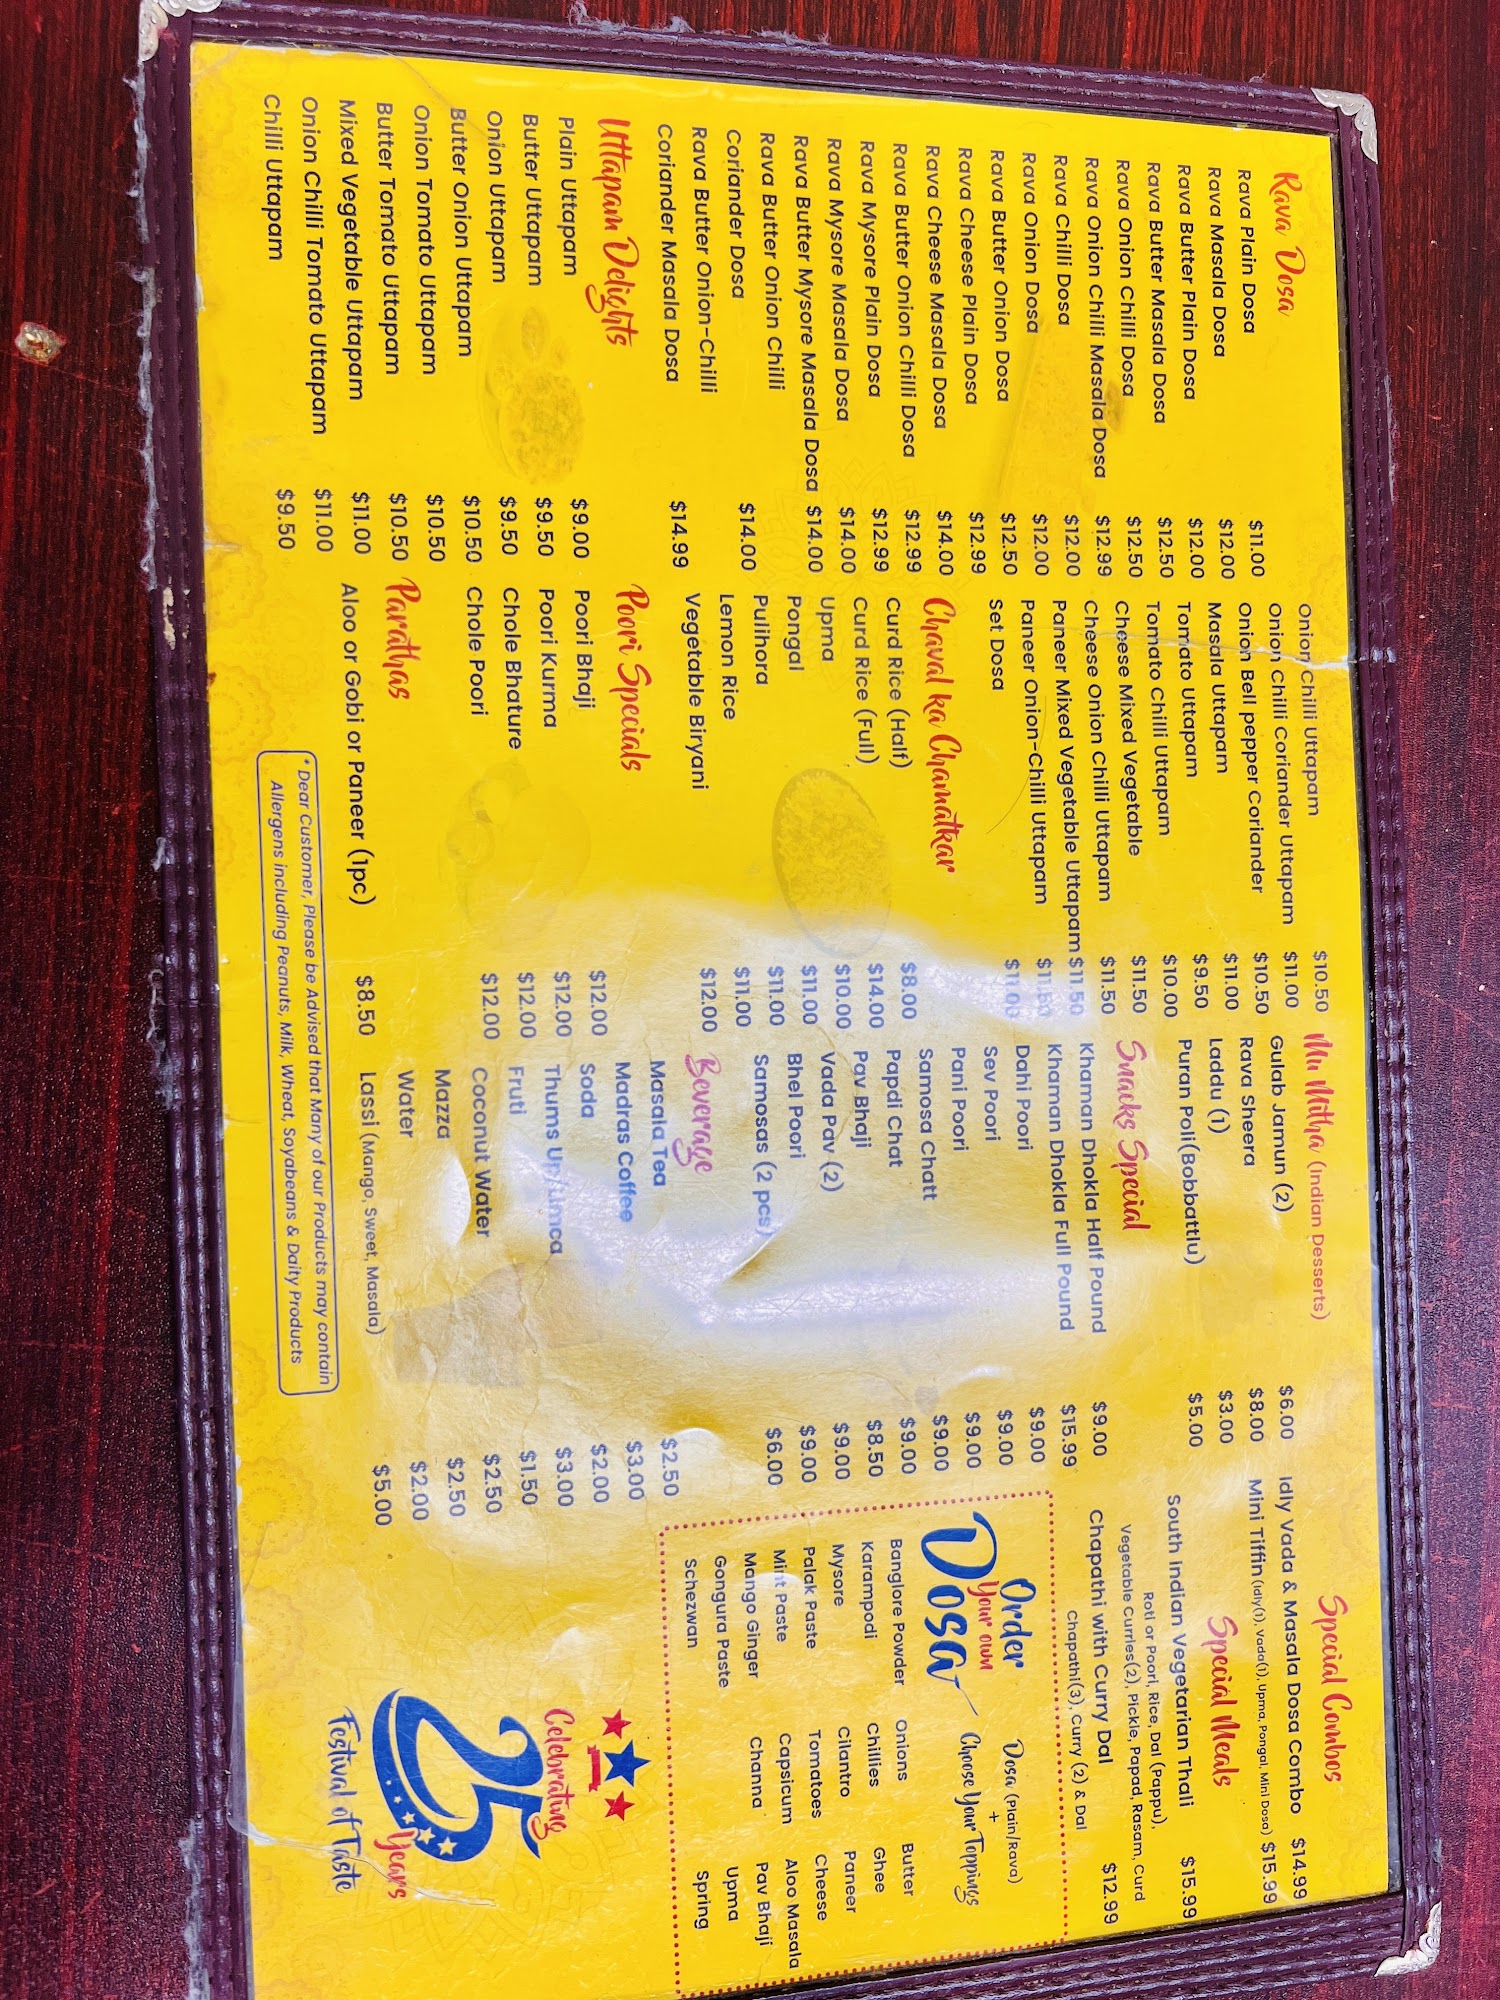 Rava Dosa
Rava Plain Dosa $11.00
Rava Masala Dosa $12.00
Rava Butter Plain Dosa $12.00
Rava Butter Masala Dosa $12.50
Rava Onion Chilli Dosa $12.50
Rava Onion Chilli Masala Dosa $12.99
Rava Chilli Dosa $12.00
Rava Onion Dosa $12.00
Rava Butter Onion Dosa $12.50
Rava Cheese Plain Dosa $12.99
Rava Cheese Masala Dosa $14.00
Rava Butter Onion Chilli Dosa $12.99
Rava Mysore Plain Dosa $12.99
Rava Mysore Masala Dosa $14.00
Rava Butter Mysore Masala Dosa $14.00
Rava Butter Onion Chilli
Coriander Dosa $14.00
Rava Butter Onion-Chilli
Coriander Masala Dosa $14.99
Uttapam Delights
Plain Uttapam $9.00
Butter Uttapam $9.50
Onion Uttapam $9.50
Butter Onion Uttapam $10.50
Onion Tomato Uttapam $10.50
Butter Tomato Uttapam $10.50
Mixed Vegetable Uttapam $11.00
Onion Chilli Tomato Uttapam $11.00
Chilli Uttapam $9.50
Onion Chilli Uttapam $10.50
Onion Chilli Coriander Uttapam $11.00
Onion Bell pepper Coriander $10.50
Masala Uttapam $11.00
Tomato Uttapam $9.50
Tomato Chilli Uttapam $10.00
Cheese Mixed Vegetable $11.50
Cheese Onion Chilli Uttapam $11.50
Paneer Mixed Vegetable Uttapam $11.50
Paneer Onion-Chilli Uttapam $11.50
Set Dosa $11.00
Chaval ka Chamatkar
Curd Rice (Half) $8.00
Curd Rice (Full) $14.00
Upma $10.00
Pongal $11.00
Pulihora $11.00
Lemon Rice $11.00
Vegetable Biryani $12.00
Poori Specials
Poori Bhaji $12.00
Poori Kurma $12.00
Chole Bhature $12.00
Chole Poori $12.00
Parathas
Aloo or Gobi or Paneer (1pc) $8.50
* Dear Customer, Please be Advised that Many of our Products may contain
Allergens including Peanuts, Milk, Wheat, Soyabeans & Daity Products
Mu Mitha (Indian Desserts)
Gulab Jamun (2) $6.00
Rava Sheera $8.00
Laddu (1) $3.00
Puran Poli(Bobbattlu) $5.00
Snacks Special
Khaman Dhokla Half Pound $9.00
Khaman Dhokla Full Pound $15.99
Dahi Poori $9.00
Sev Poori $9.00
Pani Poori $9.00
Samosa Chatt $9.00
Papdi Chat $9.00
Pav Bhaji $8.50
Vada Pav (2) $9.00
Bhel Poori $9.00
Samosas (2 pcs) $6.00
Beverage
Masala Tea $2.50
Madras Coffee $3.00
Soda $2.00
Thums Up/Limca $3.00
Fruti $1.50
Coconut Water $2.50
Mazza $2.50
Water $2.00
Lassi (Mango, Sweet, Masala) $5.00
Special Combos
Idly Vada & Masala Dosa Combo $14.99
Mini Tiffin (Idly(1), Vada(1), Upma, Pongal, Mini Dosa) $15.99
Special Meals
South Indian Vegetarian Thali $15.99
Roti or Poori, Rice, Dal (Pappu),
Vegetable Curries(2), Pickle, Papad, Rasam, Curd
Chapathi with Curry Dal $12.99
Chapathi(3), Curry (2) & Dal
Order
Your own
Dosa
Dosa (Plain/Rava)
+
Choose Your Toppings
Banglore Powder Onions Butter
Karampodi Chillies Ghee
Mysore Cilantro Paneer
Palak Paste Tomatoes Cheese
Mint Paste Capsicum Aloo Masala
Mango Ginger Channa Pav Bhaji
Gongura Paste Upma
Schezwan Spring
Celebrating
25
Years
Festival of Taste